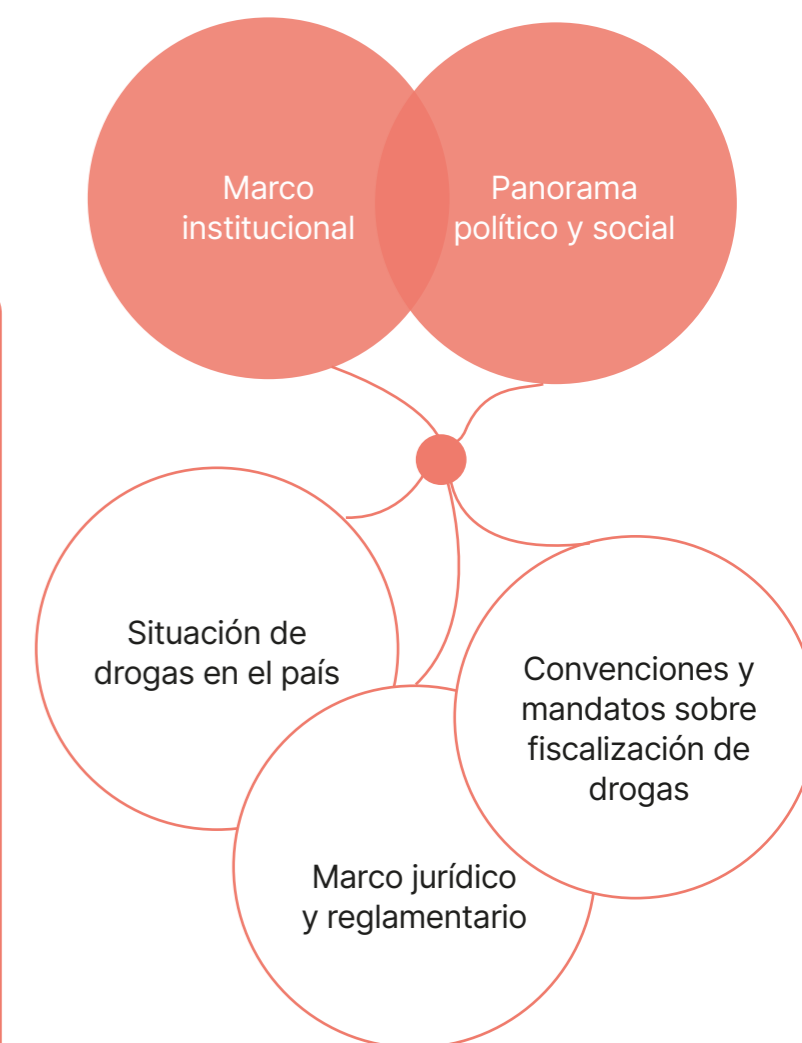 Marco
institucional
Panorama
político y social
Situación de
drogas en el país
Convenciones y
mandatos sobre
fiscalización de
drogas
Marco jurídico
y reglamentario